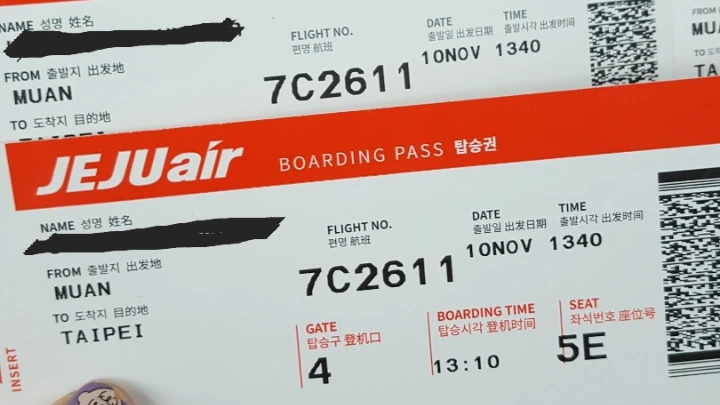 NAME 성명 姓名
FROM 출발지 出发地
MUAN
TO 도착지 目的地
TAIPEI
FLIGHT NO.
편명 航班
7C2611
DATE
출발일 出发日期
10NOV
TIME
출발시각 出发时间
1340
FROM
MUA
TO 도
TA
JEJUair
BOARDING PASS 탑승권
NAME 성명 姓名
FROM 출발지 出发地
MUAN
TO 도착지 目的地
TAIPEI
FLIGHT NO.
편명 航班
7C2611
DATE
출발일 出发日期
10NOV
TIME
출발시각 出发时间
1340
GATE
탑승구 登机口
4
BOARDING TIME
탑승시각 登机时间
13:10
SEAT
좌석번호 座位号
5E
INSERT